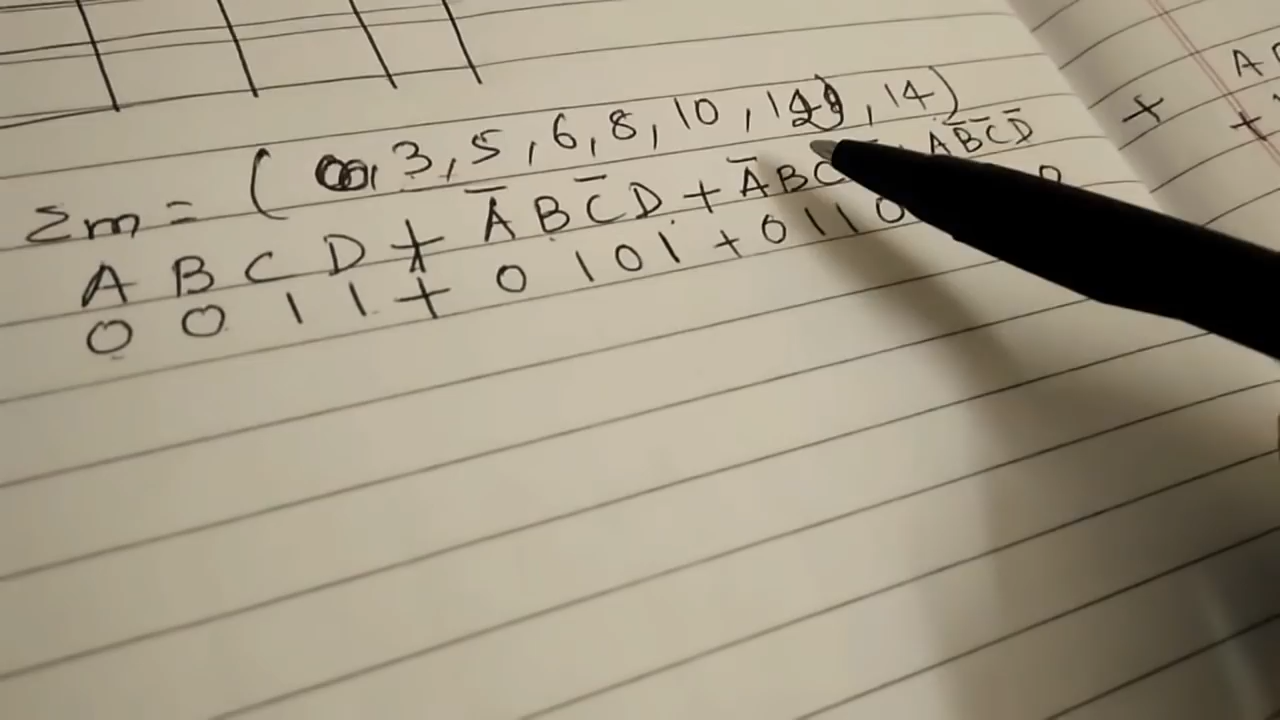 Σm = ( 3, 5, 6, 8, 10, , 14)
A B C D + A̅ B C̅ D + A̅ B C A B̅ C̅ D̅ +
0 0 1 1 + 0 1 0 1 + 0 1 1 0 +